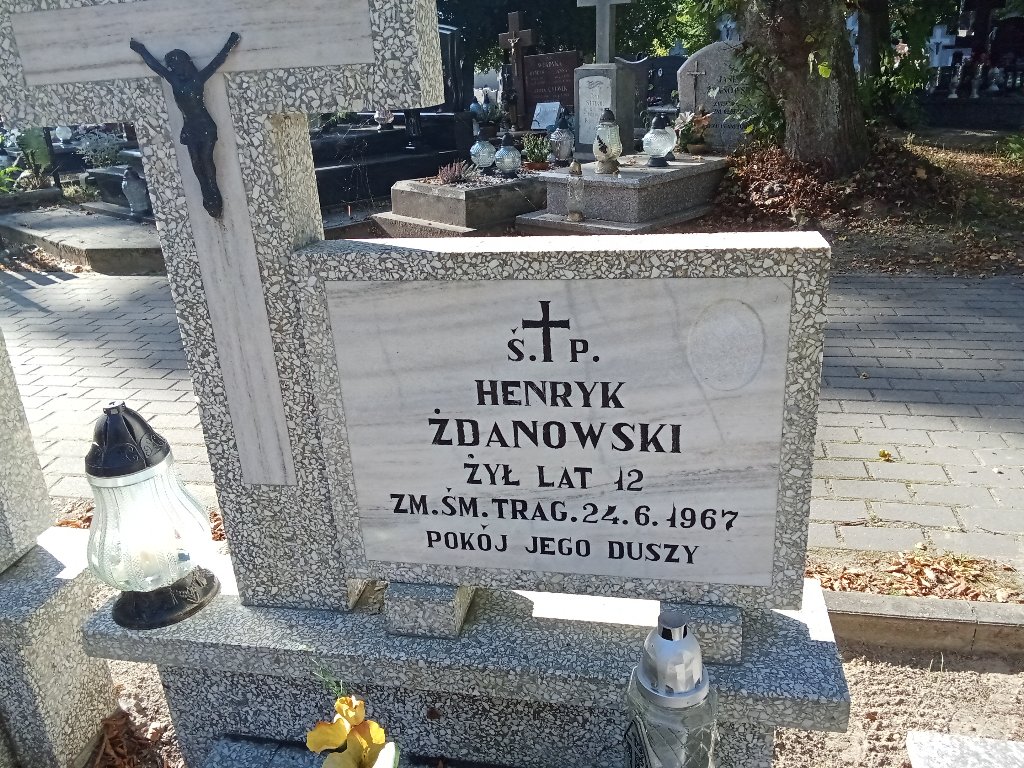 Ś. P.
HENRYK
ŻDANOWSKI
ŻYŁ LAT 12
ZM.ŚM.TRAG.24.6.1967
POKÓJ JEGO DUSZY